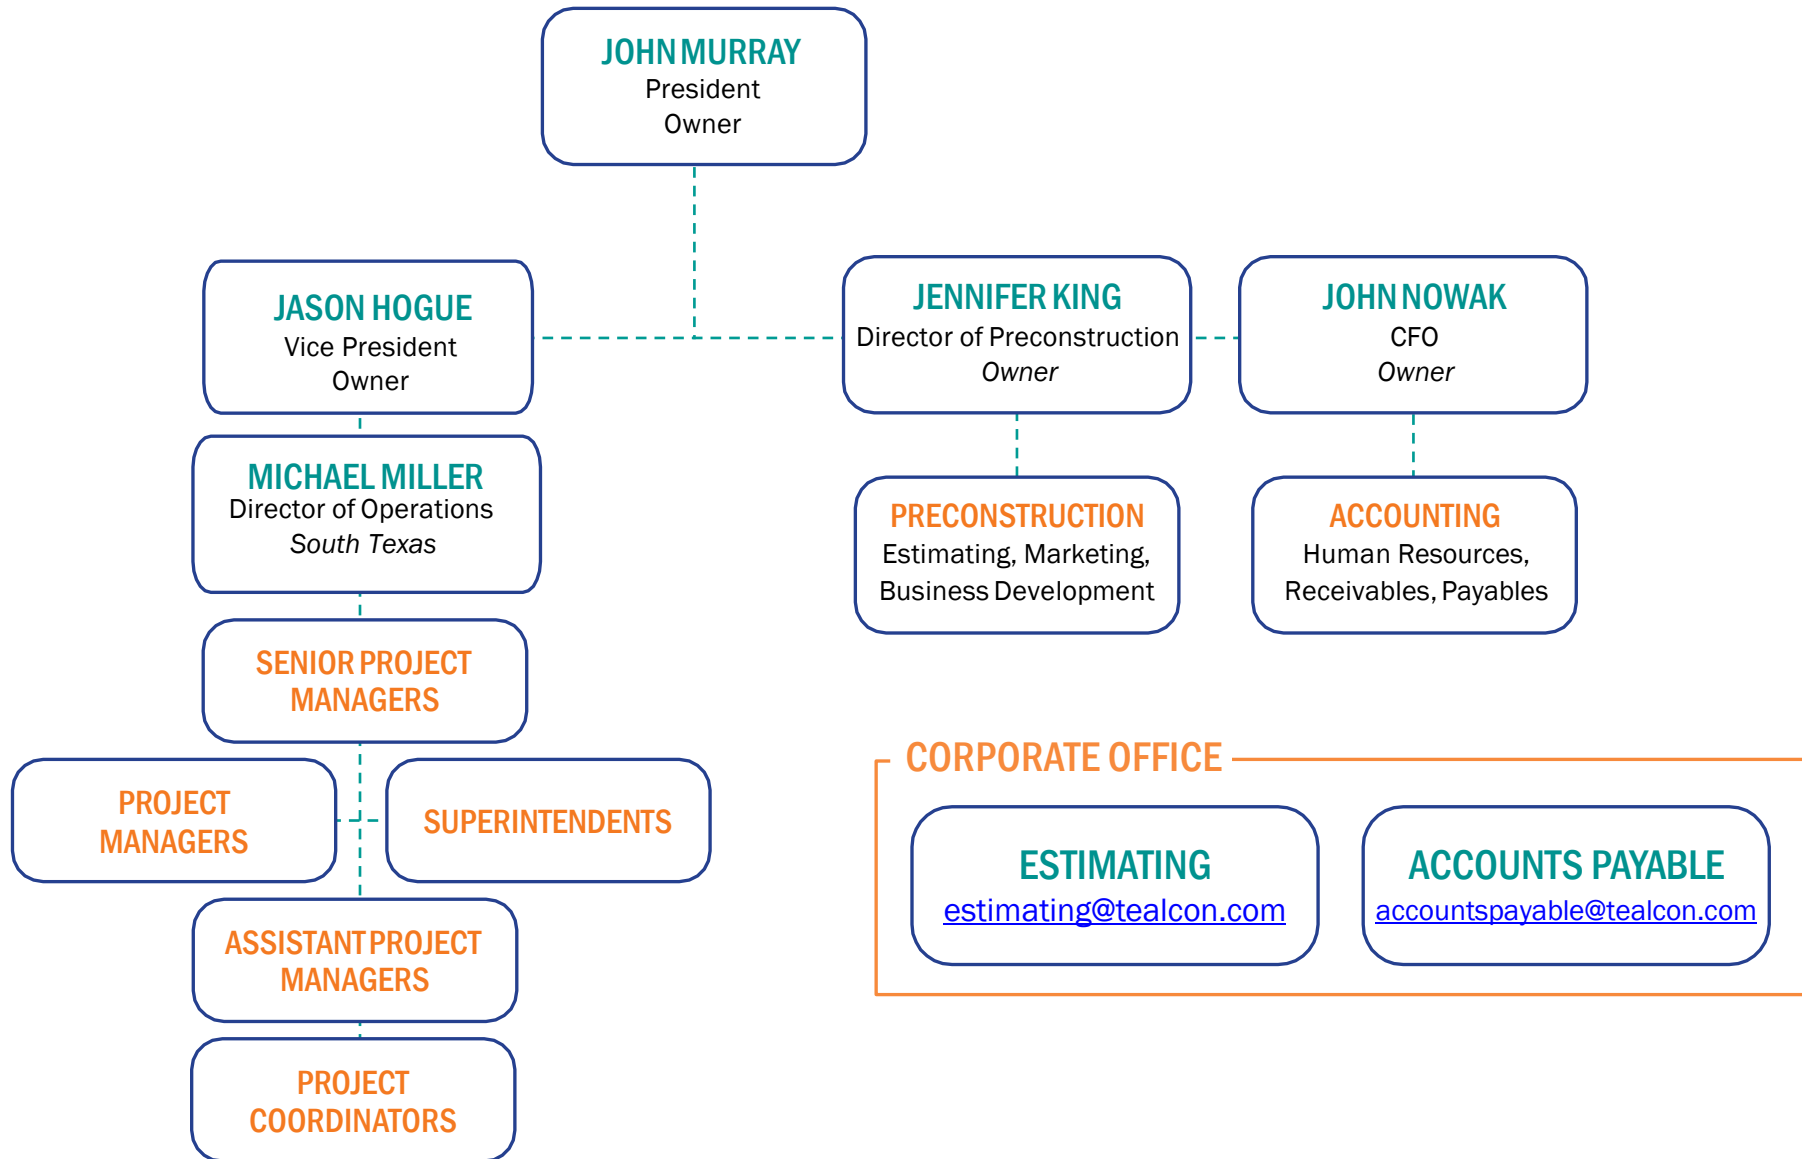 JOHN MURRAY
President
Owner
JASON HOGUE
Vice President
Owner
JENNIFER KING
Director of Preconstruction
Owner
JOHN NOWAK
CFO
Owner
MICHAEL MILLER
Director of Operations
South Texas
PRECONSTRUCTION
Estimating, Marketing,
Business Development
ACCOUNTING
Human Resources,
Receivables, Payables
SENIOR PROJECT
MANAGERS
PROJECT
MANAGERS
SUPERINTENDENTS
ASSISTANT PROJECT
MANAGERS
PROJECT
COORDINATORS
CORPORATE OFFICE
ESTIMATING
estimating@tealcon.com
ACCOUNTS PAYABLE
accountspayable@tealcon.com